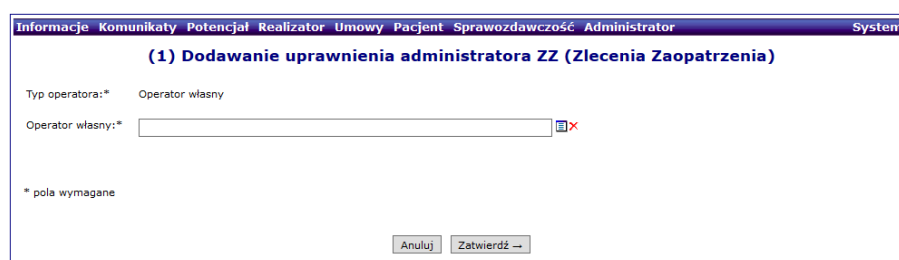 Informacje Komunikaty Potencjał Realizator Umowy Pacjent Sprawozdawczość Administrator System
(1) Dodawanie uprawnienia administratora ZZ (Zlecenia Zaopatrzenia)
Typ operatora:* Operator własny
Operator własny:*
* pola wymagane
Anuluj Zatwierdź →